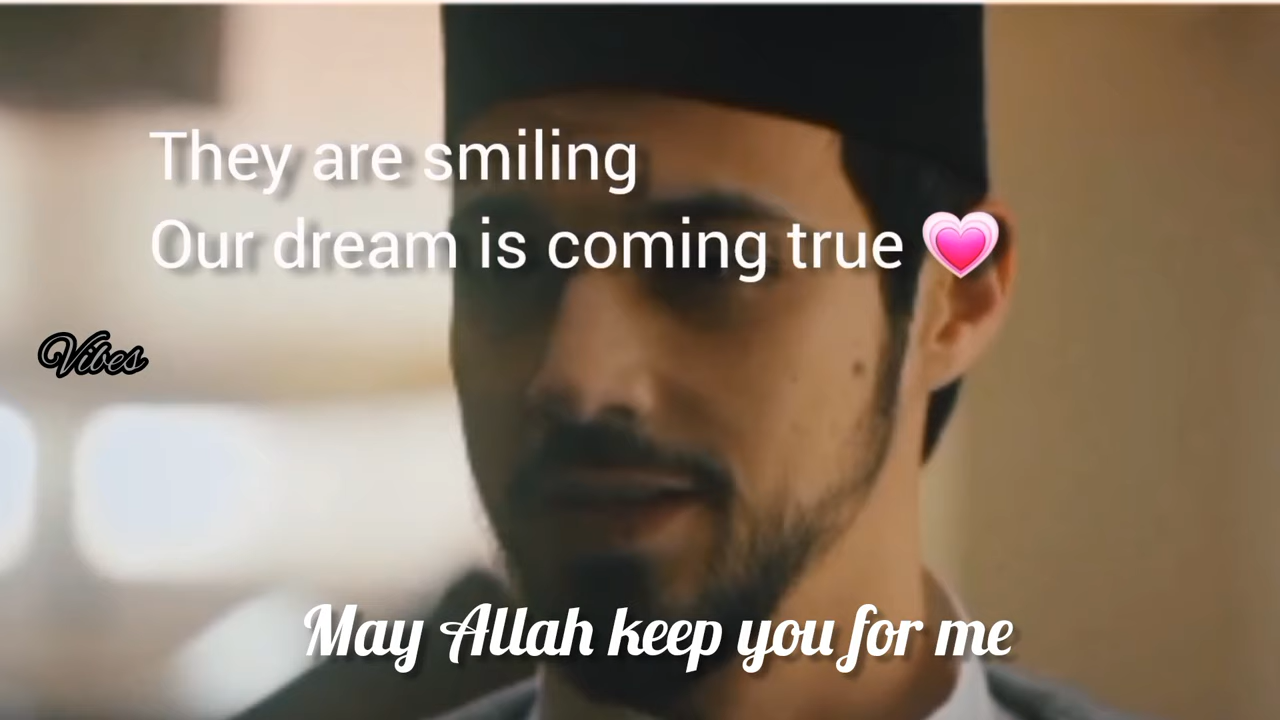 They are smiling
Our dream is coming true 💗
Vibes
May Allah keep you for me